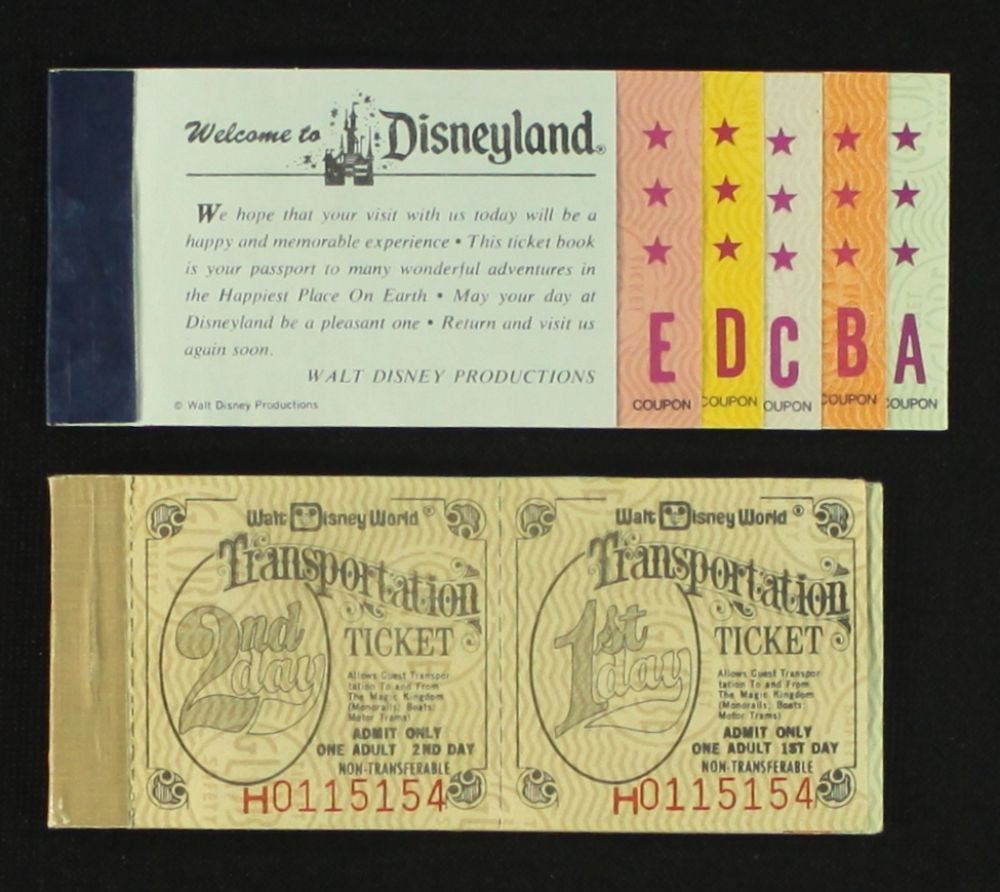 Welcome to Disneyland®
We hope that your visit with us today will be a
happy and memorable experience • This ticket book
is your passport to many wonderful adventures in
the Happiest Place On Earth • May your day at
Disneyland be a pleasant one • Return and visit us
again soon.
WALT DISNEY PRODUCTIONS
© Walt Disney Productions
E
COUPON
D
COUPON
C
OUPON
B
COUPON
A
COUPON
Walt Disney World®
Transportation
TICKET
2nd
day
Allows Guest Transpor
tation To and From
The Magic Kingdom
(Monorails; Boats;
Motor Trams)
ADMIT ONLY
ONE ADULT 2ND DAY
NON-TRANSFERABLE
H0115154
Walt Disney World®
Transportation
TICKET
1st
day
Allows Guest Transpor
tation To and From
The Magic Kingdom
(Monorails; Boats;
Motor Trams)
ADMIT ONLY
ONE ADULT 1ST DAY
NON-TRANSFERABLE
H0115154